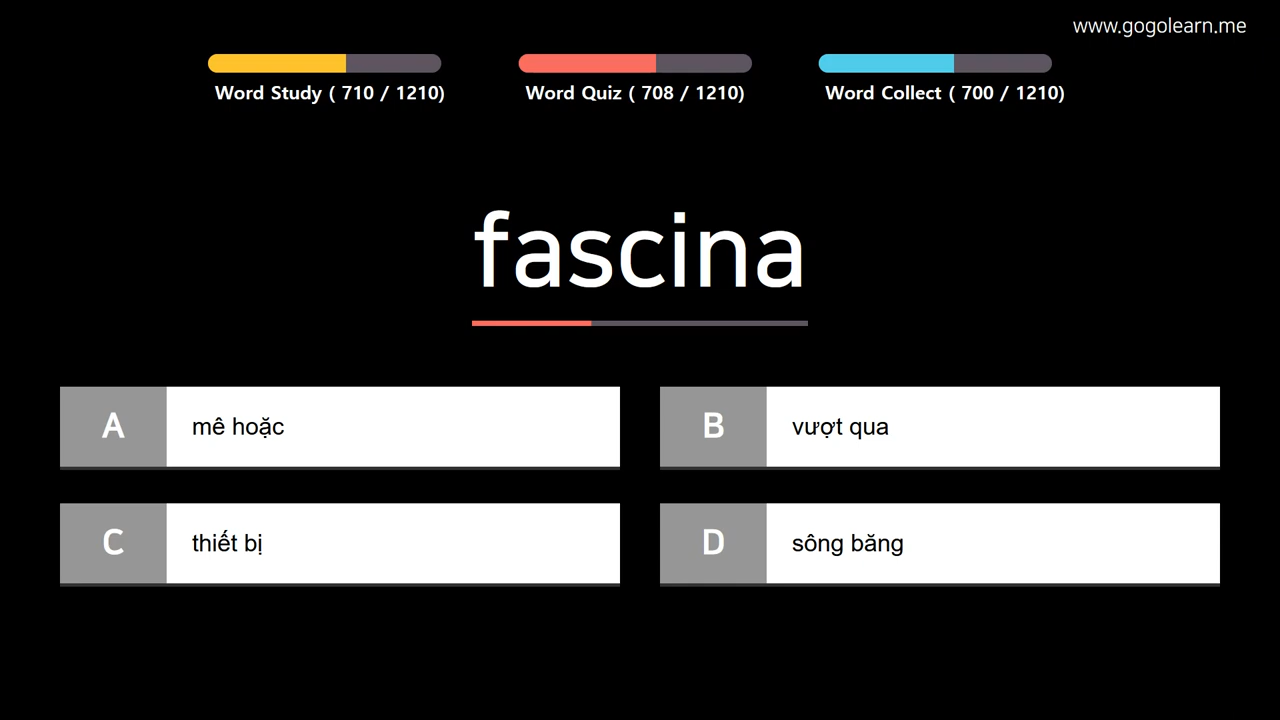 www.gogolearn.me
Word Study ( 710 / 1210)
Word Quiz ( 708 / 1210)
Word Collect ( 700 / 1210)
fascina
A mê hoặc
B vượt qua
C thiết bị
D sông băng